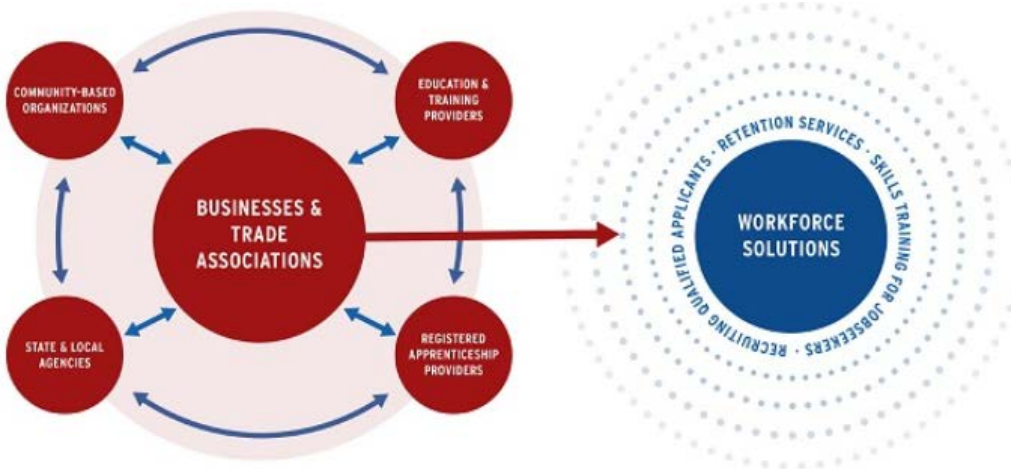 COMMUNITY-BASED
ORGANIZATIONS
EDUCATION &
TRAINING
PROVIDERS
BUSINESSES &
TRADE
ASSOCIATIONS
STATE & LOCAL
AGENCIES
REGISTERED
APPRENTICESHIP
PROVIDERS
RECRUITING QUALIFIED APPLICANTS · RETENTION SERVICES · SKILLS TRAINING FOR JOBSEEKERS ·
WORKFORCE
SOLUTIONS